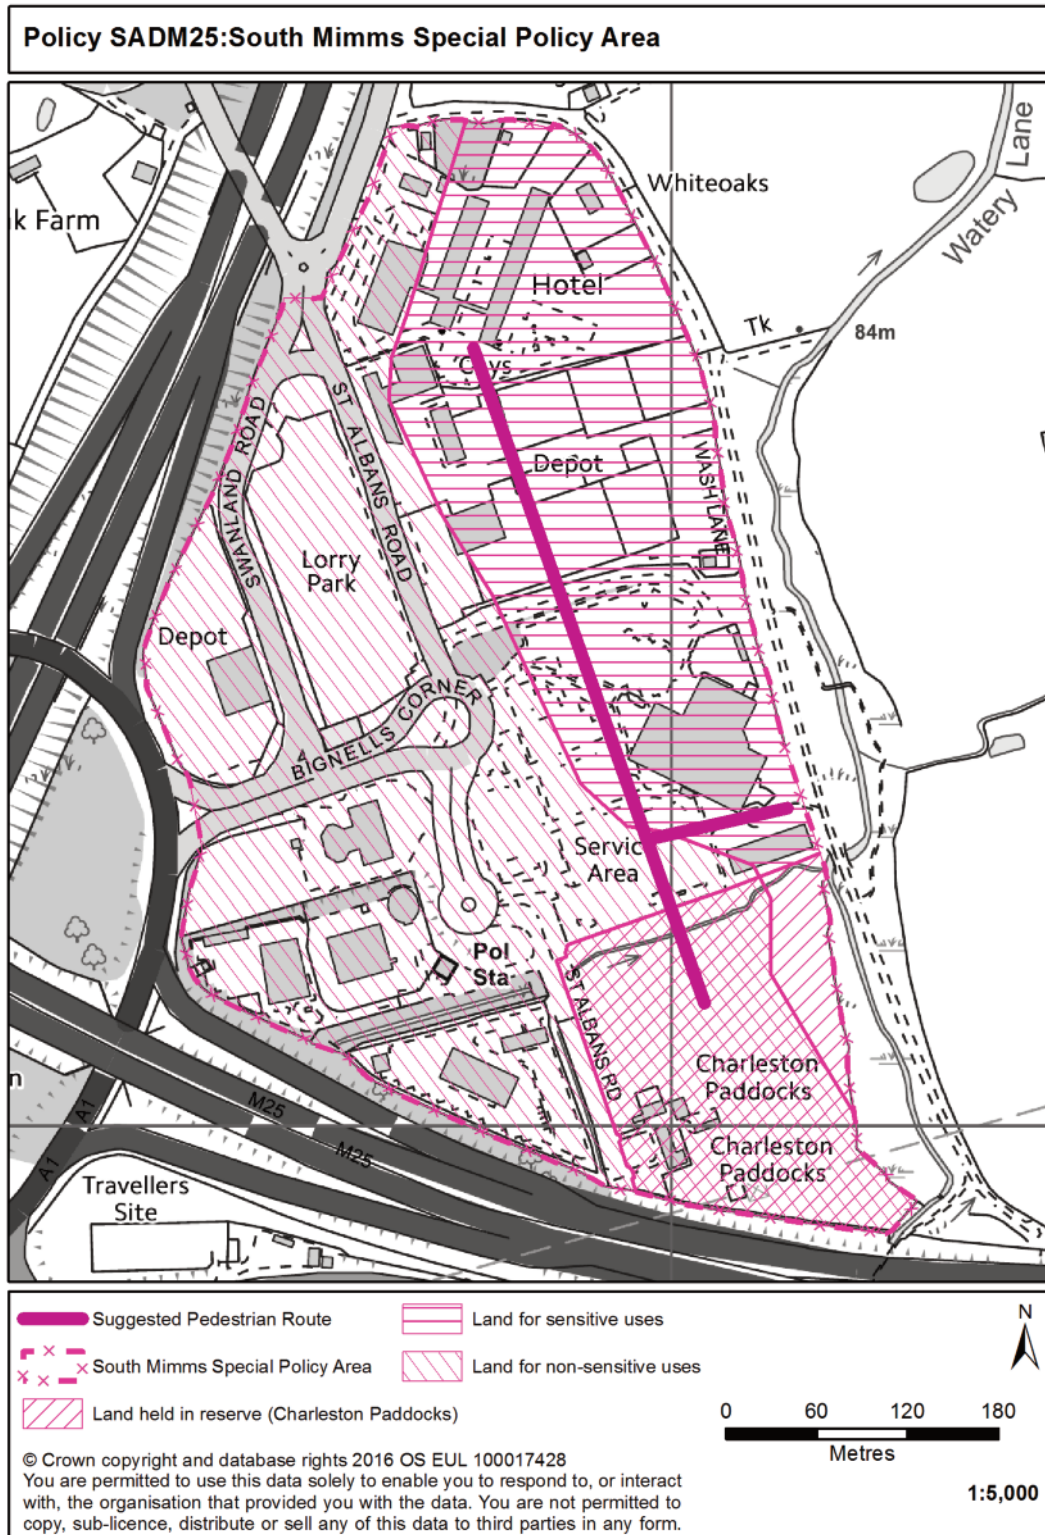 Policy SADM25:South Mimms Special Policy Area
Lane
Whiteoaks
Watery
k Farm
Hotel
Tk
84m
ST ALBANS ROAD
SWANLAND ROAD
Depot
WASH LANE
Lorry
Park
Depot
BIGNELLS CORNER
Servic
Area
Pol
Sta
ST ALBANS RD
Charleston
Paddocks
n
M25
A1
M25
Charleston
Paddocks
A1
Travellers
Site
Suggested Pedestrian Route
Land for sensitive uses
N
South Mimms Special Policy Area
Land for non-sensitive uses
Land held in reserve (Charleston Paddocks)
0 60 120 180
Metres
© Crown copyright and database rights 2016 OS EUL 100017428
You are permitted to use this data solely to enable you to respond to, or interact
with, the organisation that provided you with the data. You are not permitted to
copy, sub-licence, distribute or sell any of this data to third parties in any form.
1:5,000